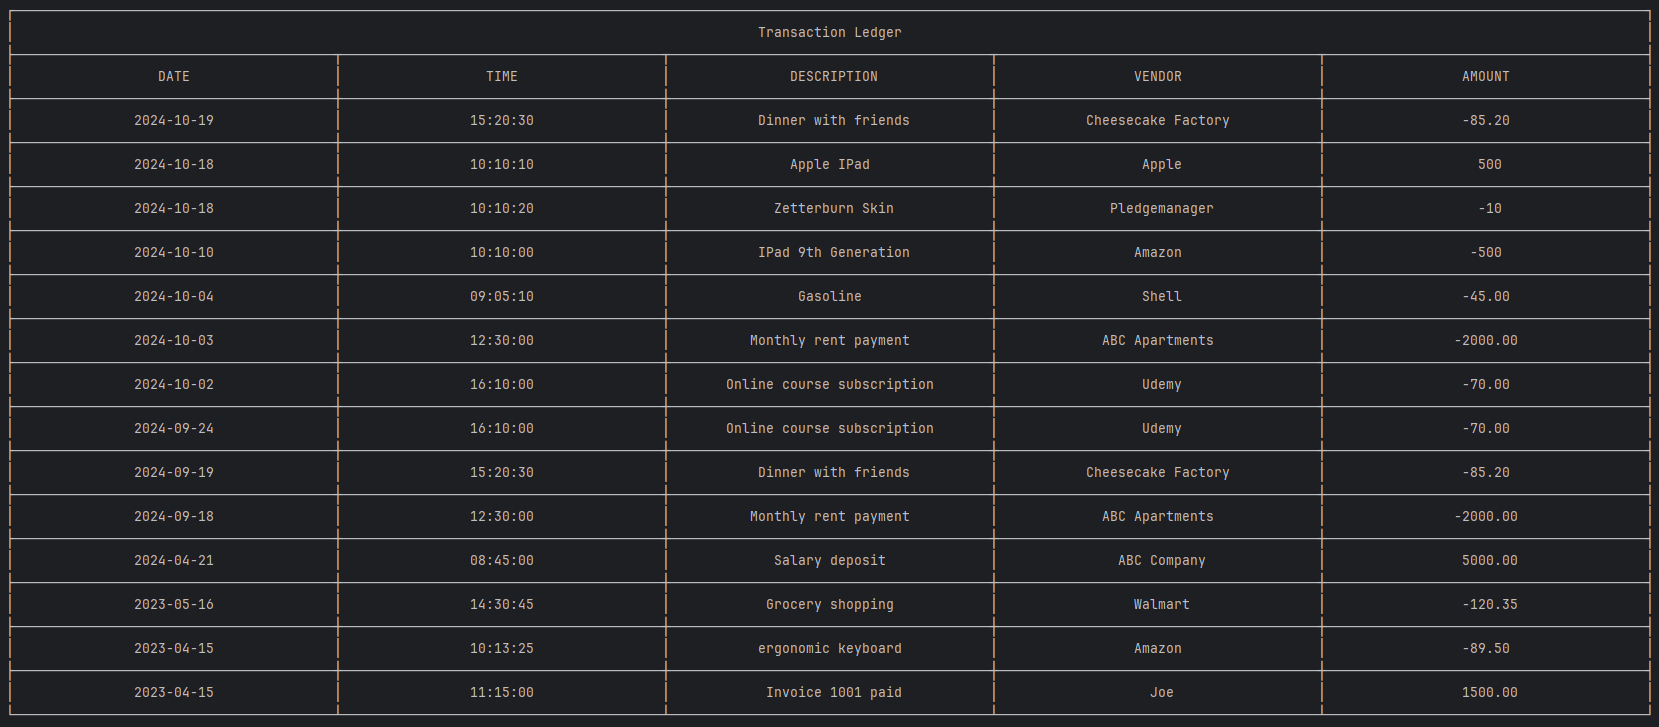 Transaction Ledger
DATE TIME DESCRIPTION VENDOR AMOUNT
2024-10-19 15:20:30 Dinner with friends Cheesecake Factory -85.20
2024-10-18 10:10:10 Apple IPad Apple 500
2024-10-18 10:10:20 Zetterburn Skin Pledgemanager -10
2024-10-10 10:10:00 IPad 9th Generation Amazon -500
2024-10-04 09:05:10 Gasoline Shell -45.00
2024-10-03 12:30:00 Monthly rent payment ABC Apartments -2000.00
2024-10-02 16:10:00 Online course subscription Udemy -70.00
2024-09-24 16:10:00 Online course subscription Udemy -70.00
2024-09-19 15:20:30 Dinner with friends Cheesecake Factory -85.20
2024-09-18 12:30:00 Monthly rent payment ABC Apartments -2000.00
2024-04-21 08:45:00 Salary deposit ABC Company 5000.00
2023-05-16 14:30:45 Grocery shopping Walmart -120.35
2023-04-15 10:13:25 ergonomic keyboard Amazon -89.50
2023-04-15 11:15:00 Invoice 1001 paid Joe 1500.00